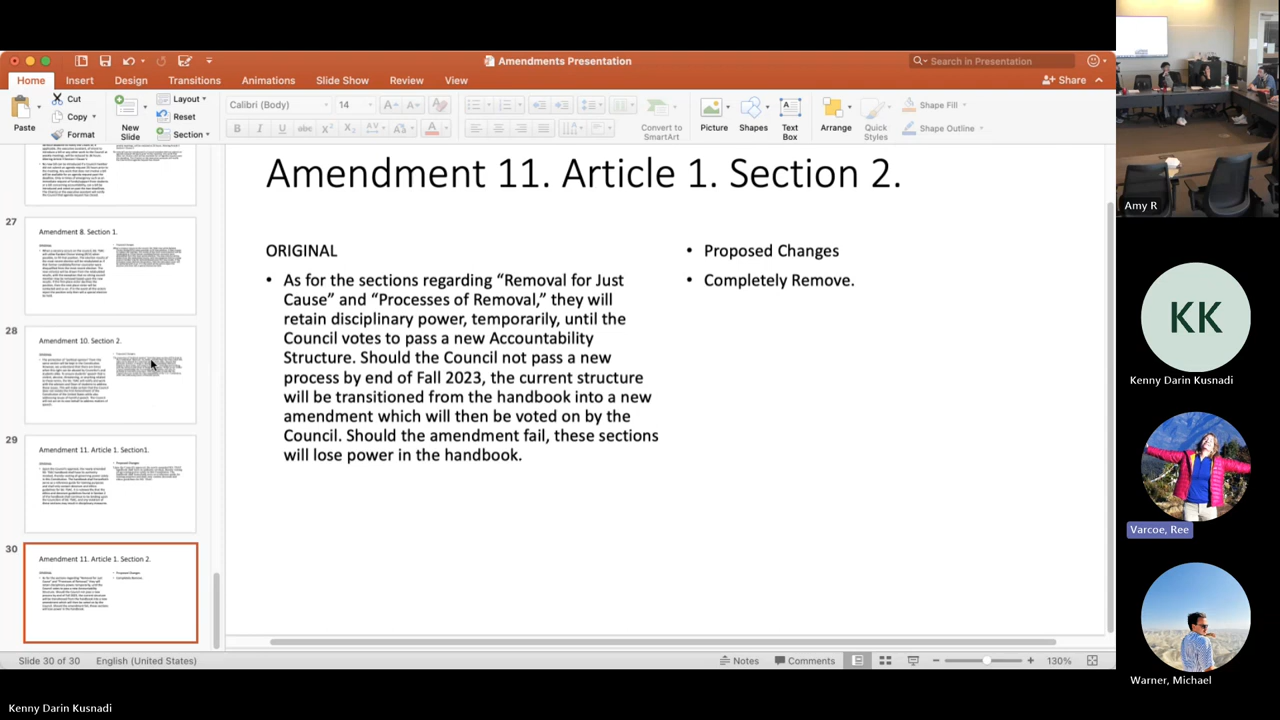 Amendments Presentation
Search in Presentation
Home Insert Design Transitions Animations Slide Show Review View
Share
Paste
Cut
Copy
Format
New
Slide
Layout
Reset
Section
Calibri (Body)
14
Convert to
SmartArt
Picture
Shapes
Text
Box
Arrange
Quick
Styles
Shape Fill
Shape Outline
27
Amendment 8. Section 1.
28
Amendment 10. Section 2.
29
Amendment 11. Article 1. Section1.
30
Amendment 11. Article 1. Section 2.
Amendment 11. Article 1. Section 2.
ORIGINAL
• As for the sections regarding “Removal for Just
Cause” and “Processes of Removal,” they will
retain disciplinary power, temporarily, until the
Council votes to pass a new Accountability
Structure. Should the Council not pass a new
process by end of Fall 2023, the current structure
will be transitioned from the handbook into a new
amendment which will then be voted on by the
Council. Should the amendment fail, these sections
will lose power in the handbook.
• Proposed Changes
• Completely Remove.
Slide 30 of 30
English (United States)
Notes
Comments
130%
Amy R
KK
Kenny Darin Kusnadi
Varcoe, Ree
Warner, Michael
Kenny Darin Kusnadi